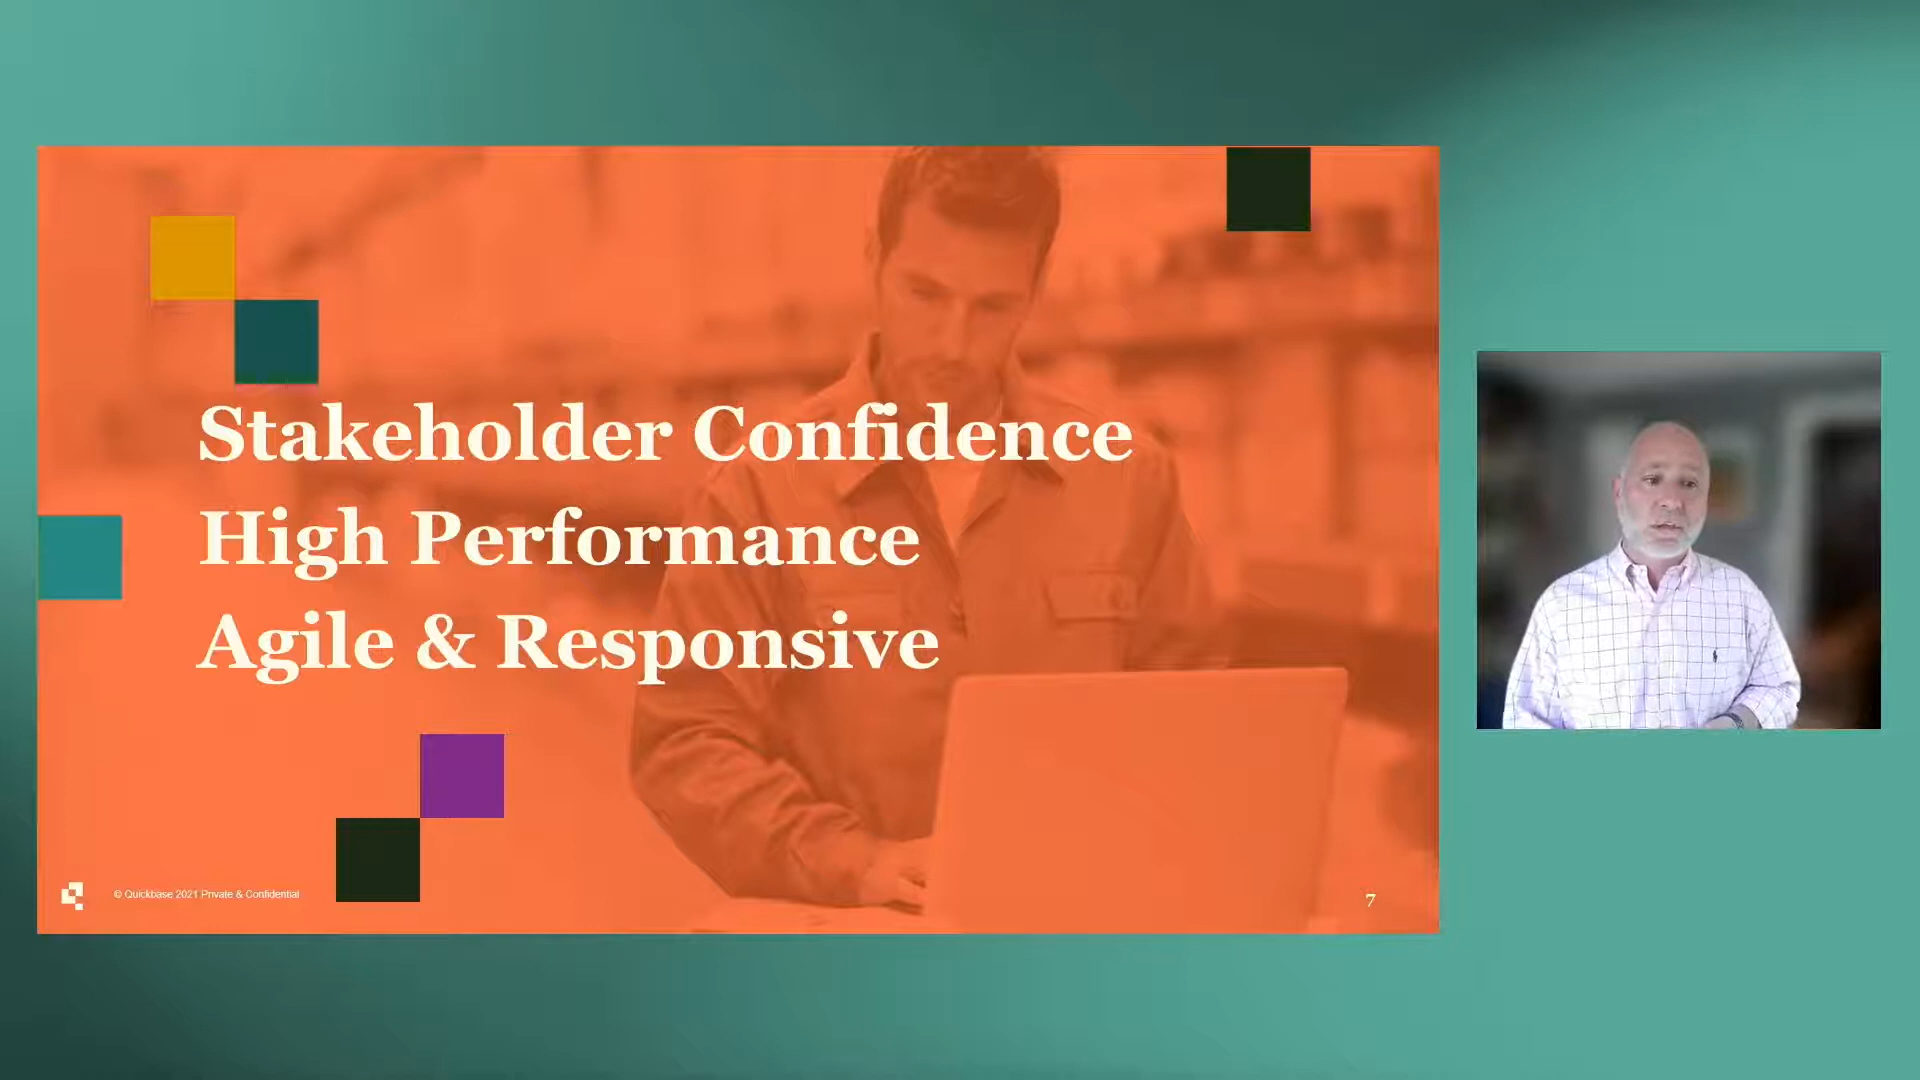 Stakeholder Confidence
High Performance
Agile & Responsive
© Quickbase 2021 Private & Confidential
7